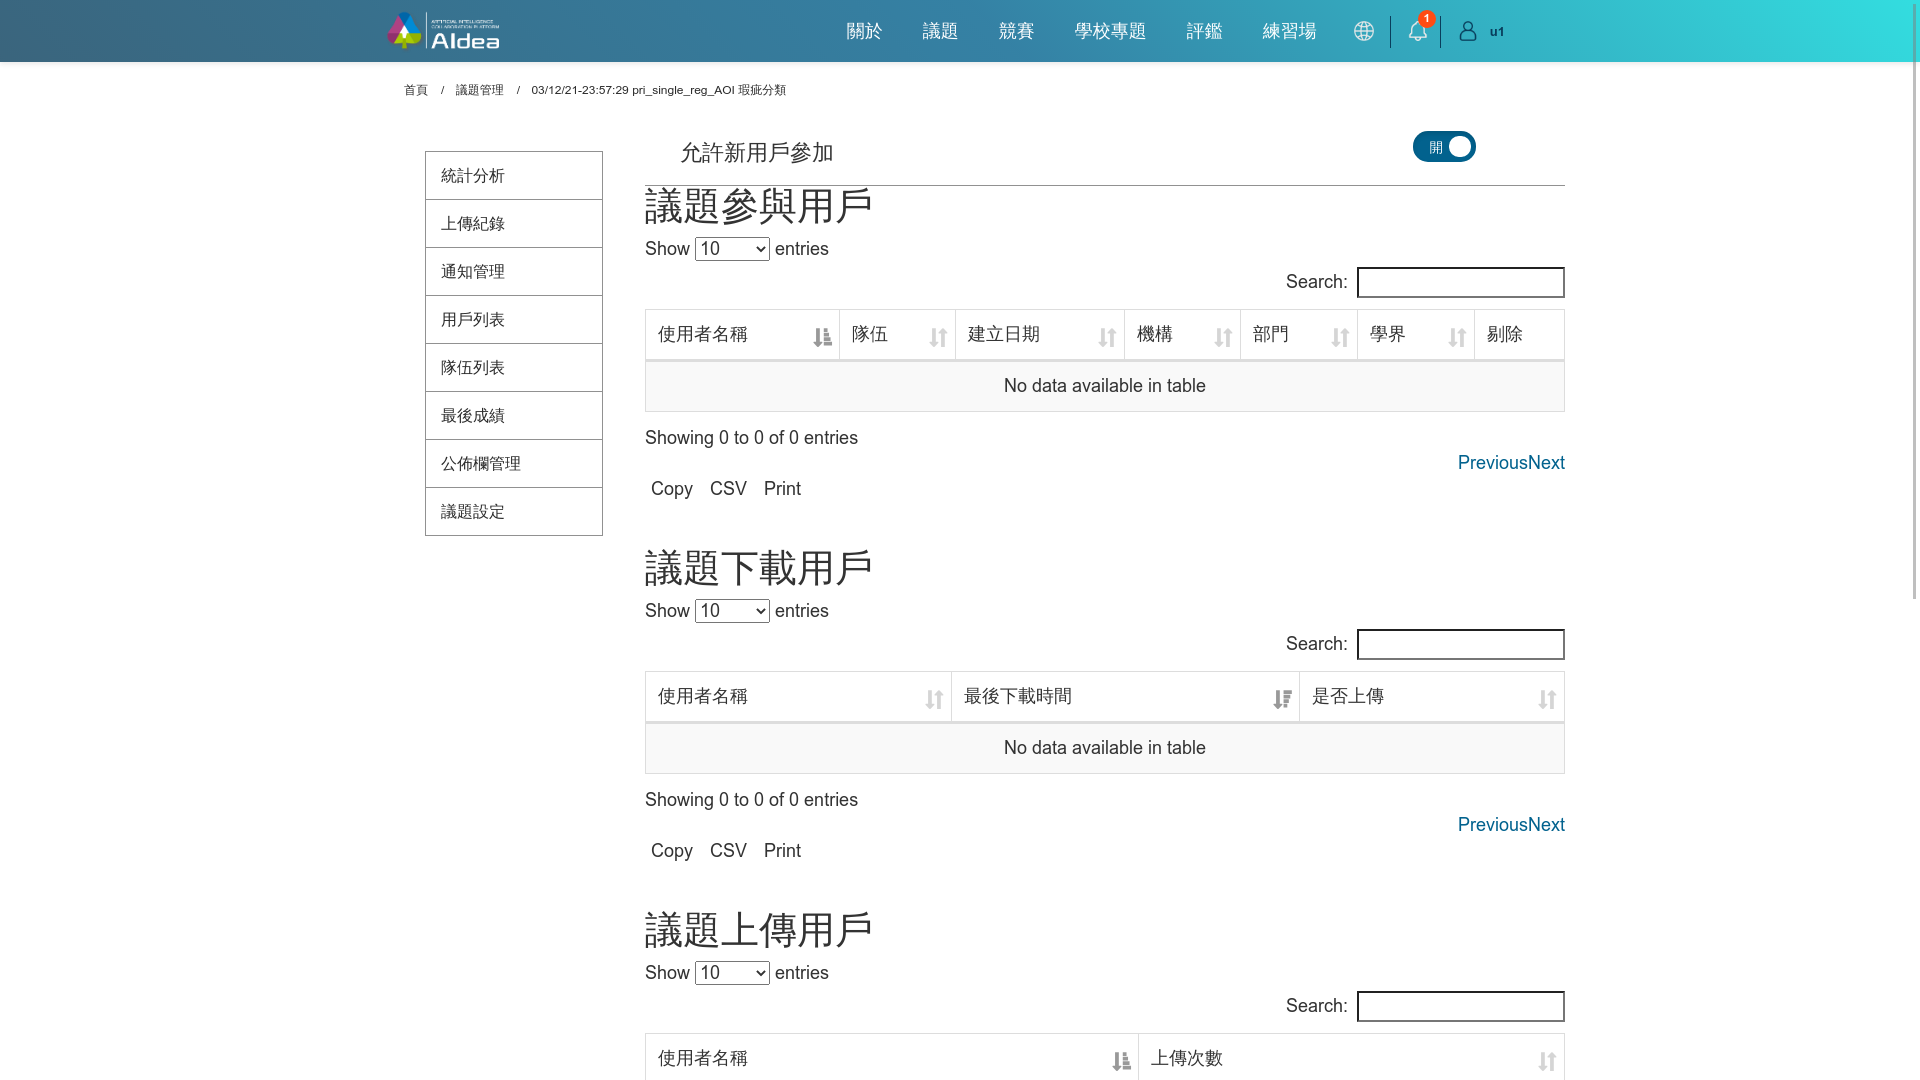 ARTIFICIAL INTELLIGENCE
COLLABORATION PLATFORM
AIdea
關於
議題
競賽
學校專題
評鑑
練習場
1
u1
首頁 / 議題管理 / 03/12/21-23:57:29 pri_single_reg_AOI 瑕疵分類
統計分析
上傳紀錄
通知管理
用戶列表
隊伍列表
最後成績
公佈欄管理
議題設定
允許新用戶參加
開
議題參與用戶
Show 10 entries
Search:
使用者名稱 隊伍 建立日期 機構 部門 學界 剔除
No data available in table
Showing 0 to 0 of 0 entries
PreviousNext
Copy CSV Print
議題下載用戶
Show 10 entries
Search:
使用者名稱 最後下載時間 是否上傳
No data available in table
Showing 0 to 0 of 0 entries
PreviousNext
Copy CSV Print
議題上傳用戶
Show 10 entries
Search:
使用者名稱 上傳次數